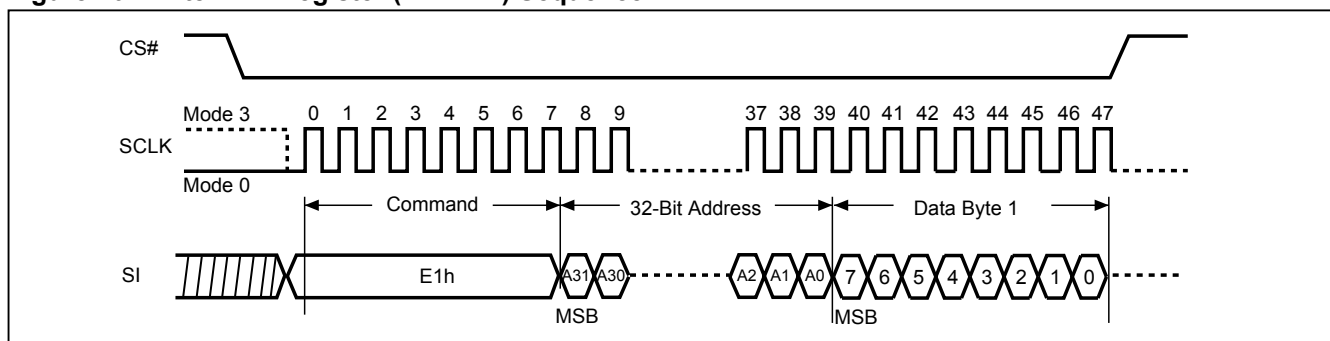 CS#
Mode 3 0 1 2 3 4 5 6 7 8 9 37 38 39 40 41 42 43 44 45 46 47
SCLK
Mode 0
Command 32-Bit Address Data Byte 1
SI E1h A31 A30 A2 A1 A0 7 6 5 4 3 2 1 0
MSB MSB